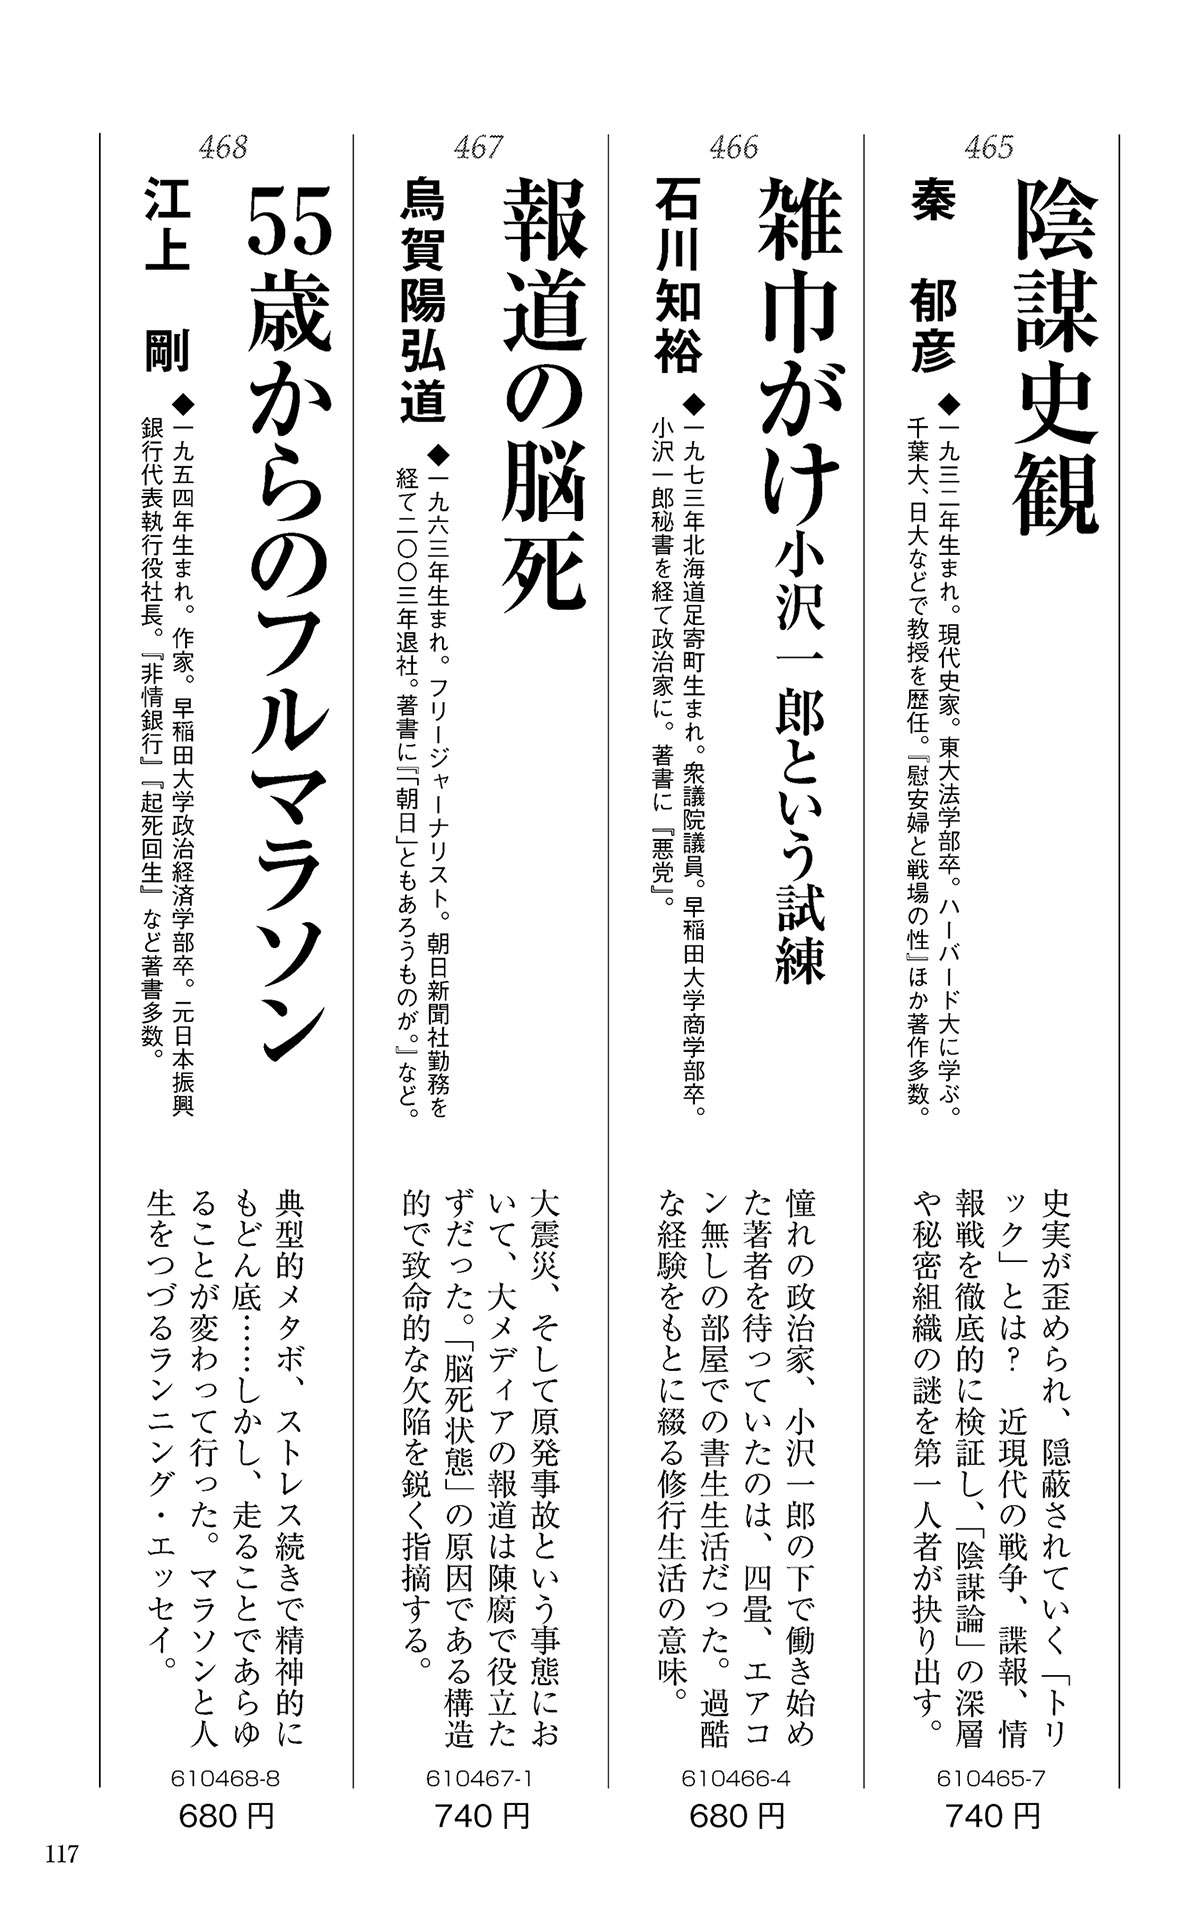 465
陰謀史観
秦 郁彦
◆一九三二年生まれ。現代史家。東大法学部卒。ハーバード大に学ぶ。
千葉大、日大などで教授を歴任。『慰安婦と戦場の性』ほか著作多数。
史実が歪められ、隠蔽されていく「トリ
ック」とは？　近現代の戦争、諜報、情
報戦を徹底的に検証し、「陰謀論」の深層
や秘密組織の謎を第一人者が抉り出す。
610465-7
740円
466
雑巾がけ 小沢一郎という試練
石川知裕
◆一九七三年北海道足寄町生まれ。衆議院議員。早稲田大学商学部卒。
小沢一郎秘書を経て政治家に。著書に『悪党』。
憧れの政治家、小沢一郎の下で働き始め
た著者を待っていたのは、四畳、エアコ
ン無しの部屋での書生生活だった。過酷
な経験をもとに綴る修行生活の意味。
610466-4
680円
467
報道の脳死
烏賀陽弘道
◆一九六三年生まれ。フリージャーナリスト。朝日新聞社勤務を
経て二〇〇三年退社。著書に『「朝日」ともあろうものが。』など。
大震災、そして原発事故という事態にお
いて、大メディアの報道は陳腐で役立た
ずだった。「脳死状態」の原因である構造
的で致命的な欠陥を鋭く指摘する。
610467-1
740円
468
55歳からのフルマラソン
江上 剛
◆一九五四年生まれ。作家。早稲田大学政治経済学部卒。元日本振興
銀行代表執行役社長。『非情銀行』『起死回生』など著書多数。
典型的メタボ、ストレス続きで精神的に
もどん底……しかし、走ることであらゆ
ることが変わって行った。マラソンと人
生をつづるランニング・エッセイ。
610468-8
680円
117